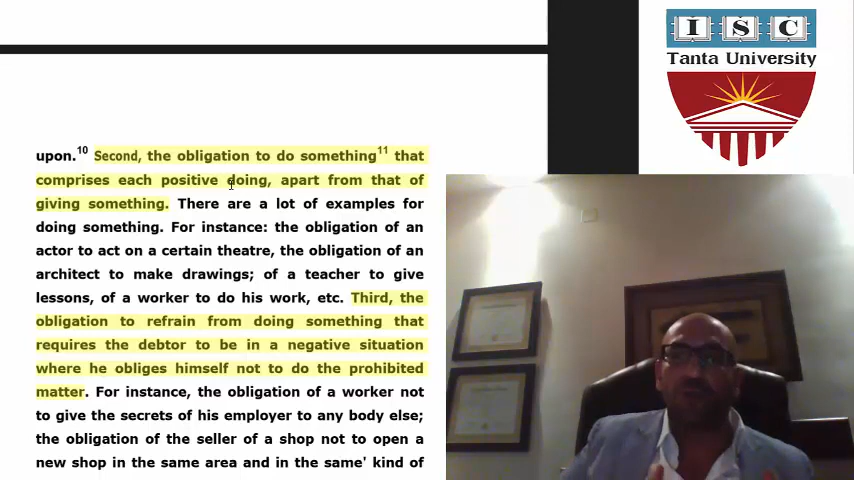 I S C
Tanta University
upon.10 Second, the obligation to do something11 that
comprises each positive doing, apart from that of
giving something. There are a lot of examples for
doing something. For instance: the obligation of an
actor to act on a certain theatre, the obligation of an
architect to make drawings; of a teacher to give
lessons, of a worker to do his work, etc. Third, the
obligation to refrain from doing something that
requires the debtor to be in a negative situation
where he obliges himself not to do the prohibited
matter. For instance, the obligation of a worker not
to give the secrets of his employer to any body else;
the obligation of the seller of a shop not to open a
new shop in the same area and in the same' kind of